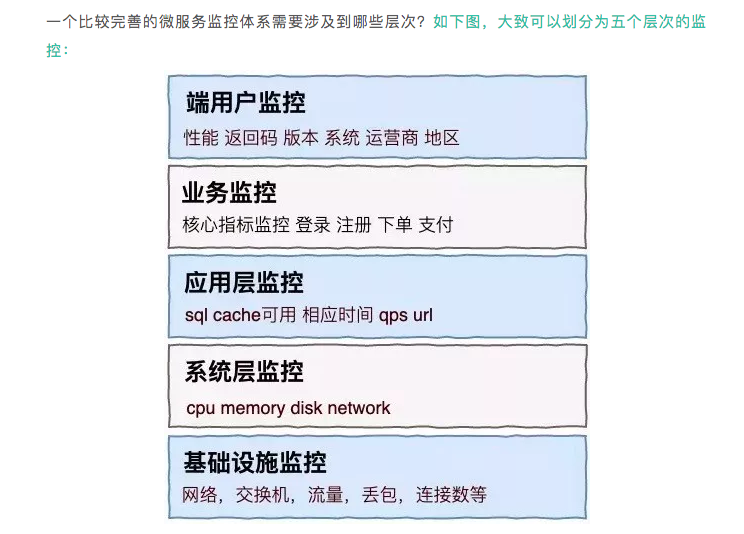 一个比较完善的微服务监控体系需要涉及到哪些层次？如下图，大致可以划分为五个层次的监
控：
端用户监控
性能 返回码 版本 系统 运营商 地区
业务监控
核心指标监控 登录 注册 下单 支付
应用层监控
sql cache可用 相应时间 qps url
系统层监控
cpu memory disk network
基础设施监控
网络，交换机，流量，丢包，连接数等